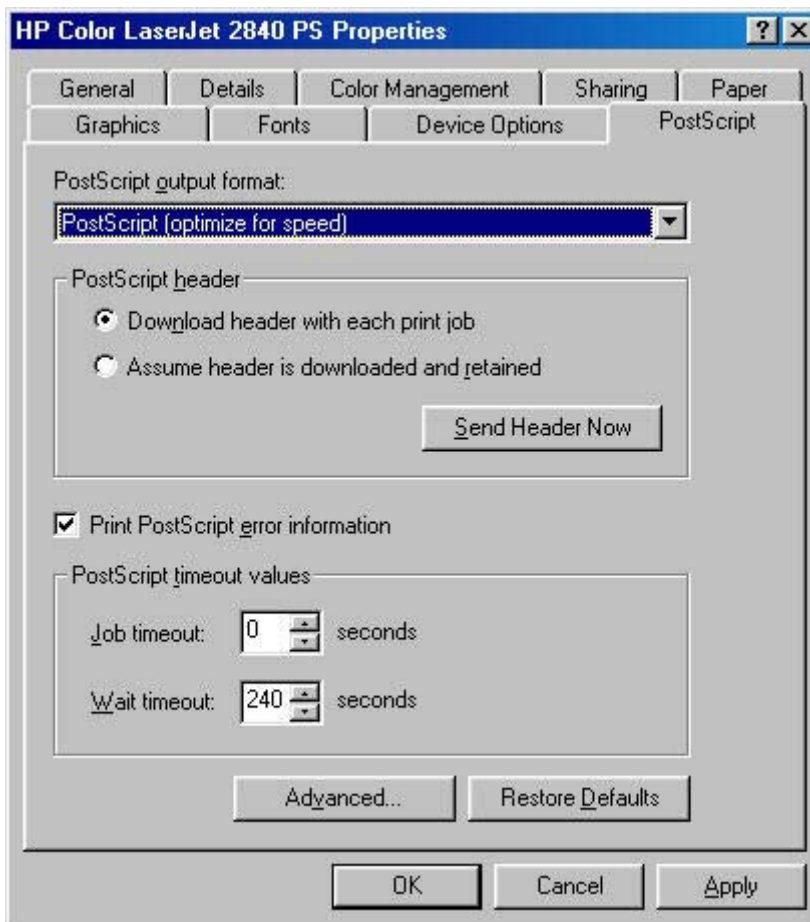 HP Color LaserJet 2840 PS Properties
General Details Color Management Sharing Paper
Graphics Fonts Device Options PostScript
PostScript output format:
PostScript (optimize for speed)
PostScript header
Download header with each print job
Assume header is downloaded and retained
Send Header Now
Print PostScript error information
PostScript timeout values
Job timeout: 0 seconds
Wait timeout: 240 seconds
Advanced... Restore Defaults
OK Cancel Apply